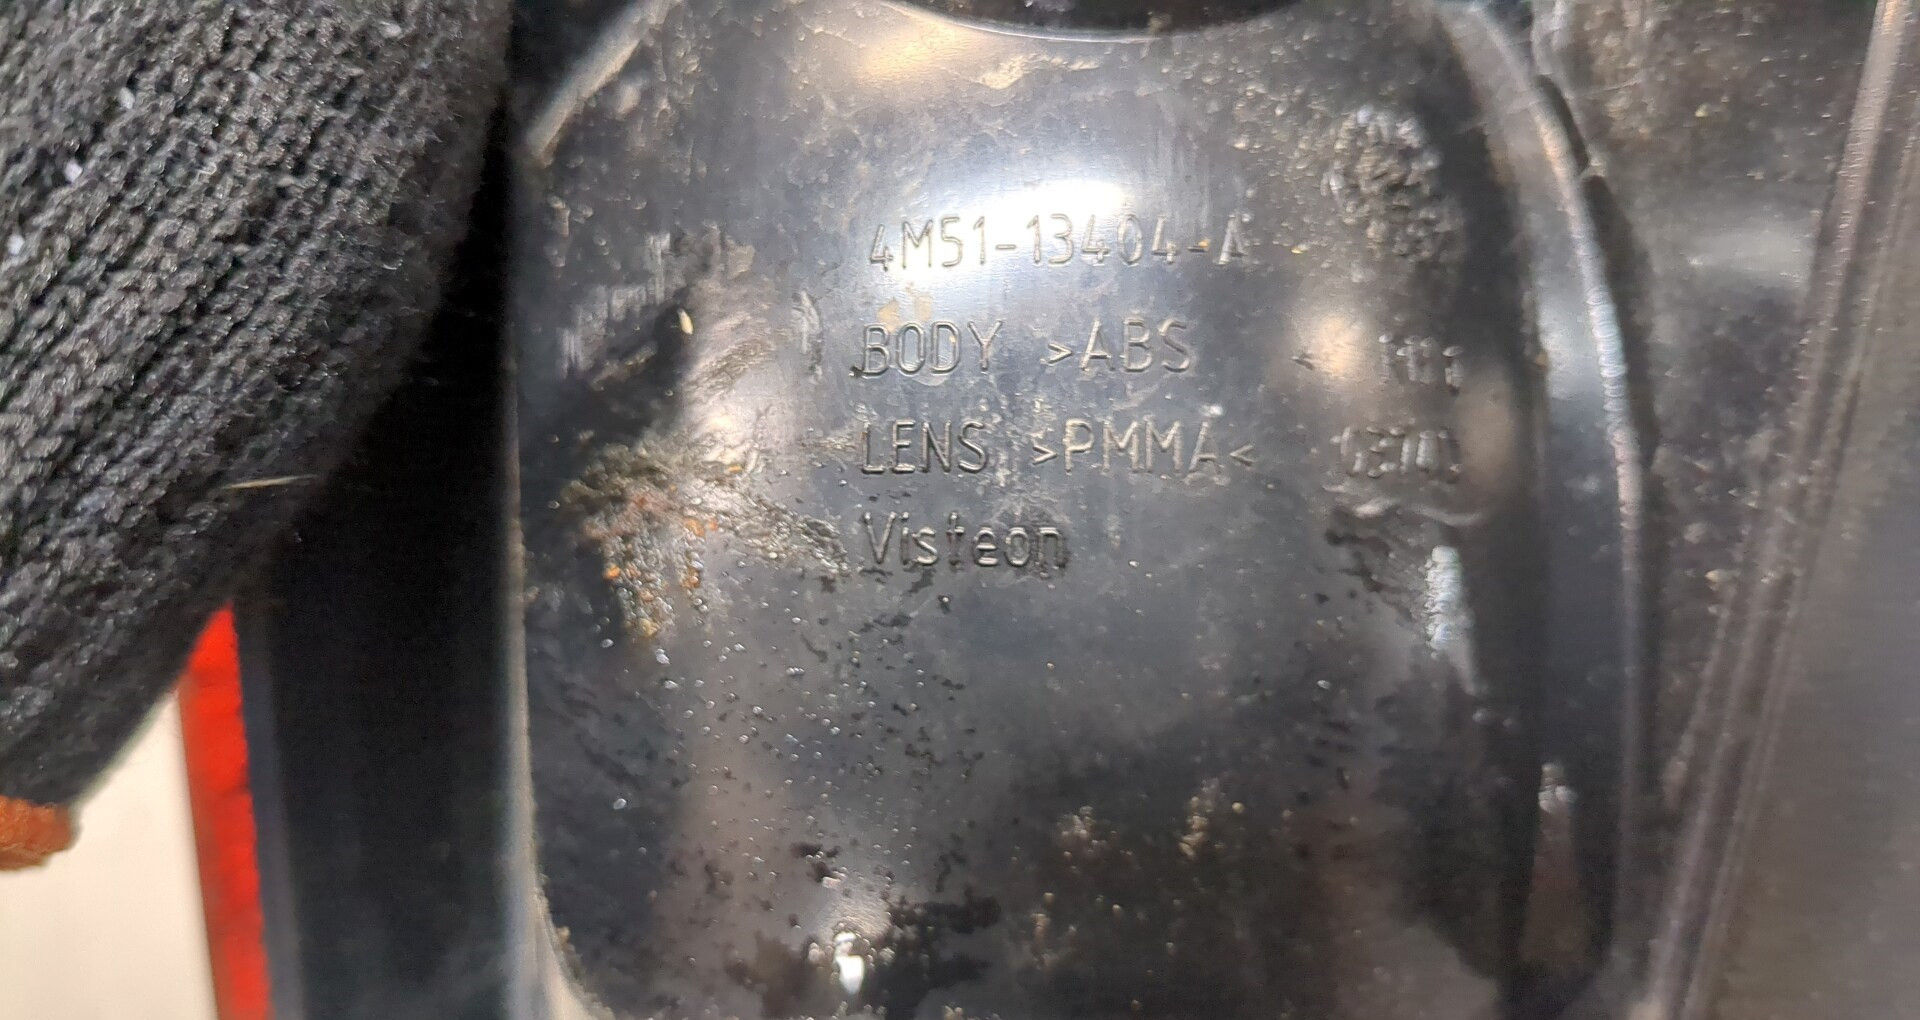 4M51-13404-A
BODY >ABS
LENS >PMMA<
Visteon